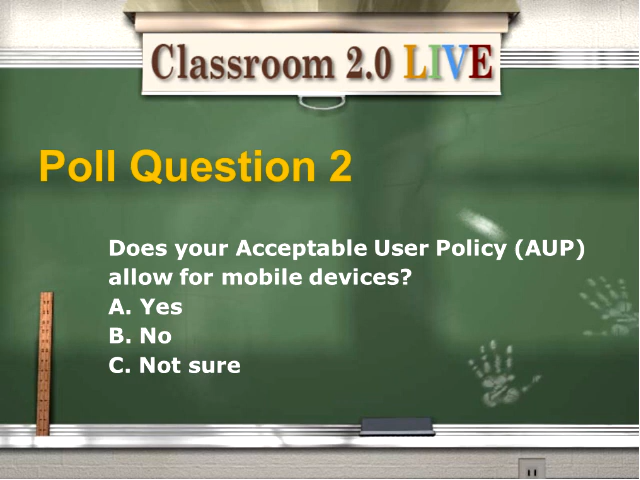 Classroom 2.0 LIVE
Poll Question 2
Does your Acceptable User Policy (AUP)
allow for mobile devices?
A. Yes
B. No
C. Not sure